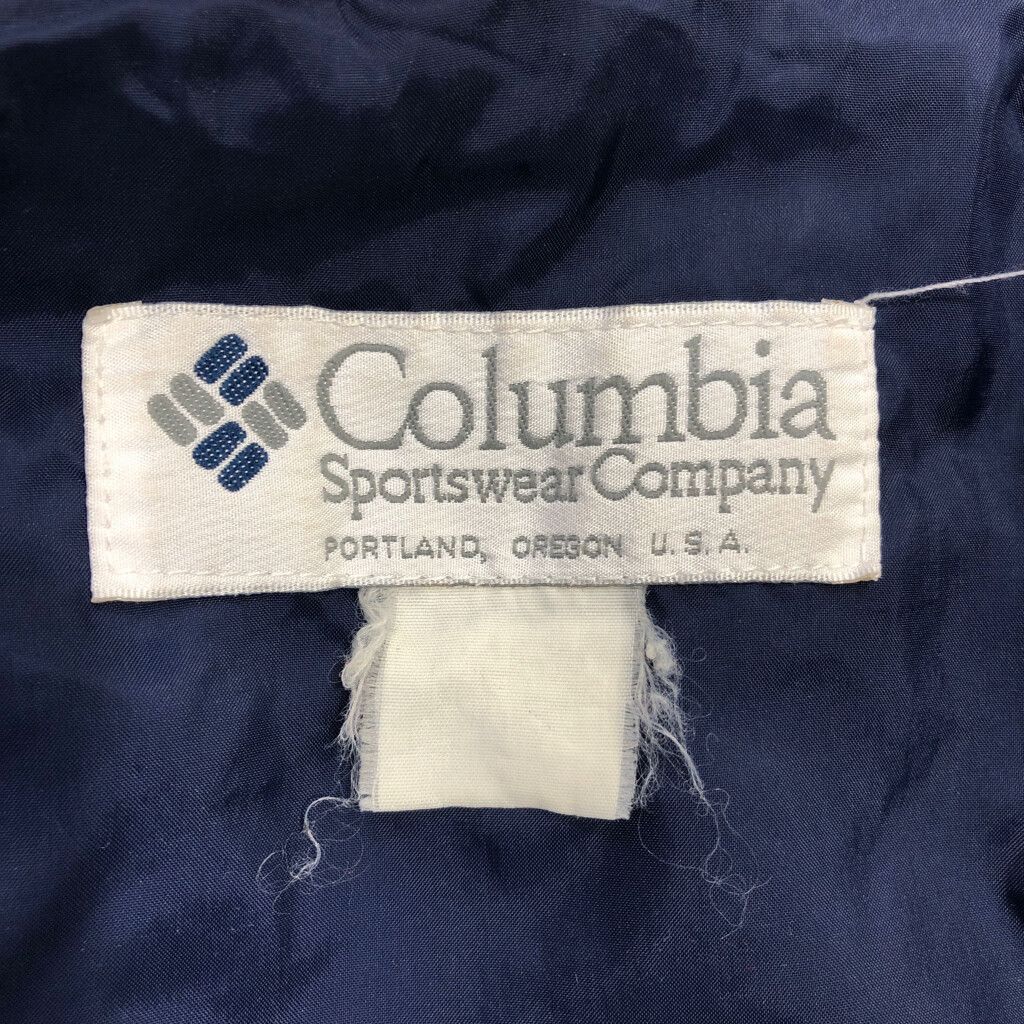 Columbia
Sportswear Company
PORTLAND, OREGON U.S.A.